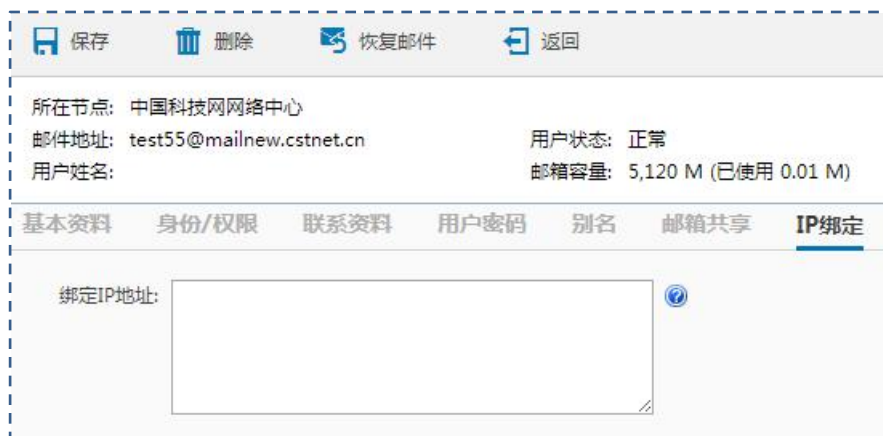 保存 删除 恢复邮件 返回
所在节点: 中国科技网网络中心
邮件地址: test55@mailnew.cstnet.cn 用户状态: 正常
用户姓名: 邮箱容量: 5,120 M (已使用 0.01 M)
基本资料 身份/权限 联系资料 用户密码 别名 邮箱共享 IP绑定
绑定IP地址: ?